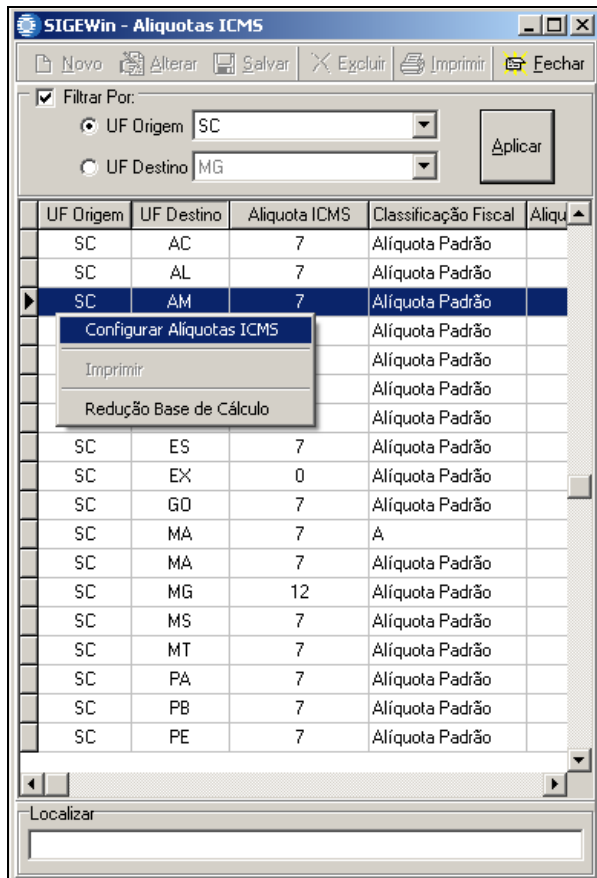 SIGEWin - Aliquotas ICMS
Novo Alterar Salvar Excluir Imprimir Fechar
Filtrar Por:
UF Origem SC
UF Destino MG
Aplicar
UF Origem UF Destino Aliquota ICMS Classificação Fiscal Aliqu
SC AC 7 Alíquota Padrão
SC AL 7 Alíquota Padrão
SC AM 7 Alíquota Padrão
Configurar Alíquotas ICMS Alíquota Padrão
Alíquota Padrão
Imprimir Alíquota Padrão
Redução Base de Cálculo Alíquota Padrão
SC ES 7 Alíquota Padrão
SC EX 0 Alíquota Padrão
SC GO 7 Alíquota Padrão
SC MA 7 A
SC MA 7 Alíquota Padrão
SC MG 12 Alíquota Padrão
SC MS 7 Alíquota Padrão
SC MT 7 Alíquota Padrão
SC PA 7 Alíquota Padrão
SC PB 7 Alíquota Padrão
SC PE 7 Alíquota Padrão
Localizar